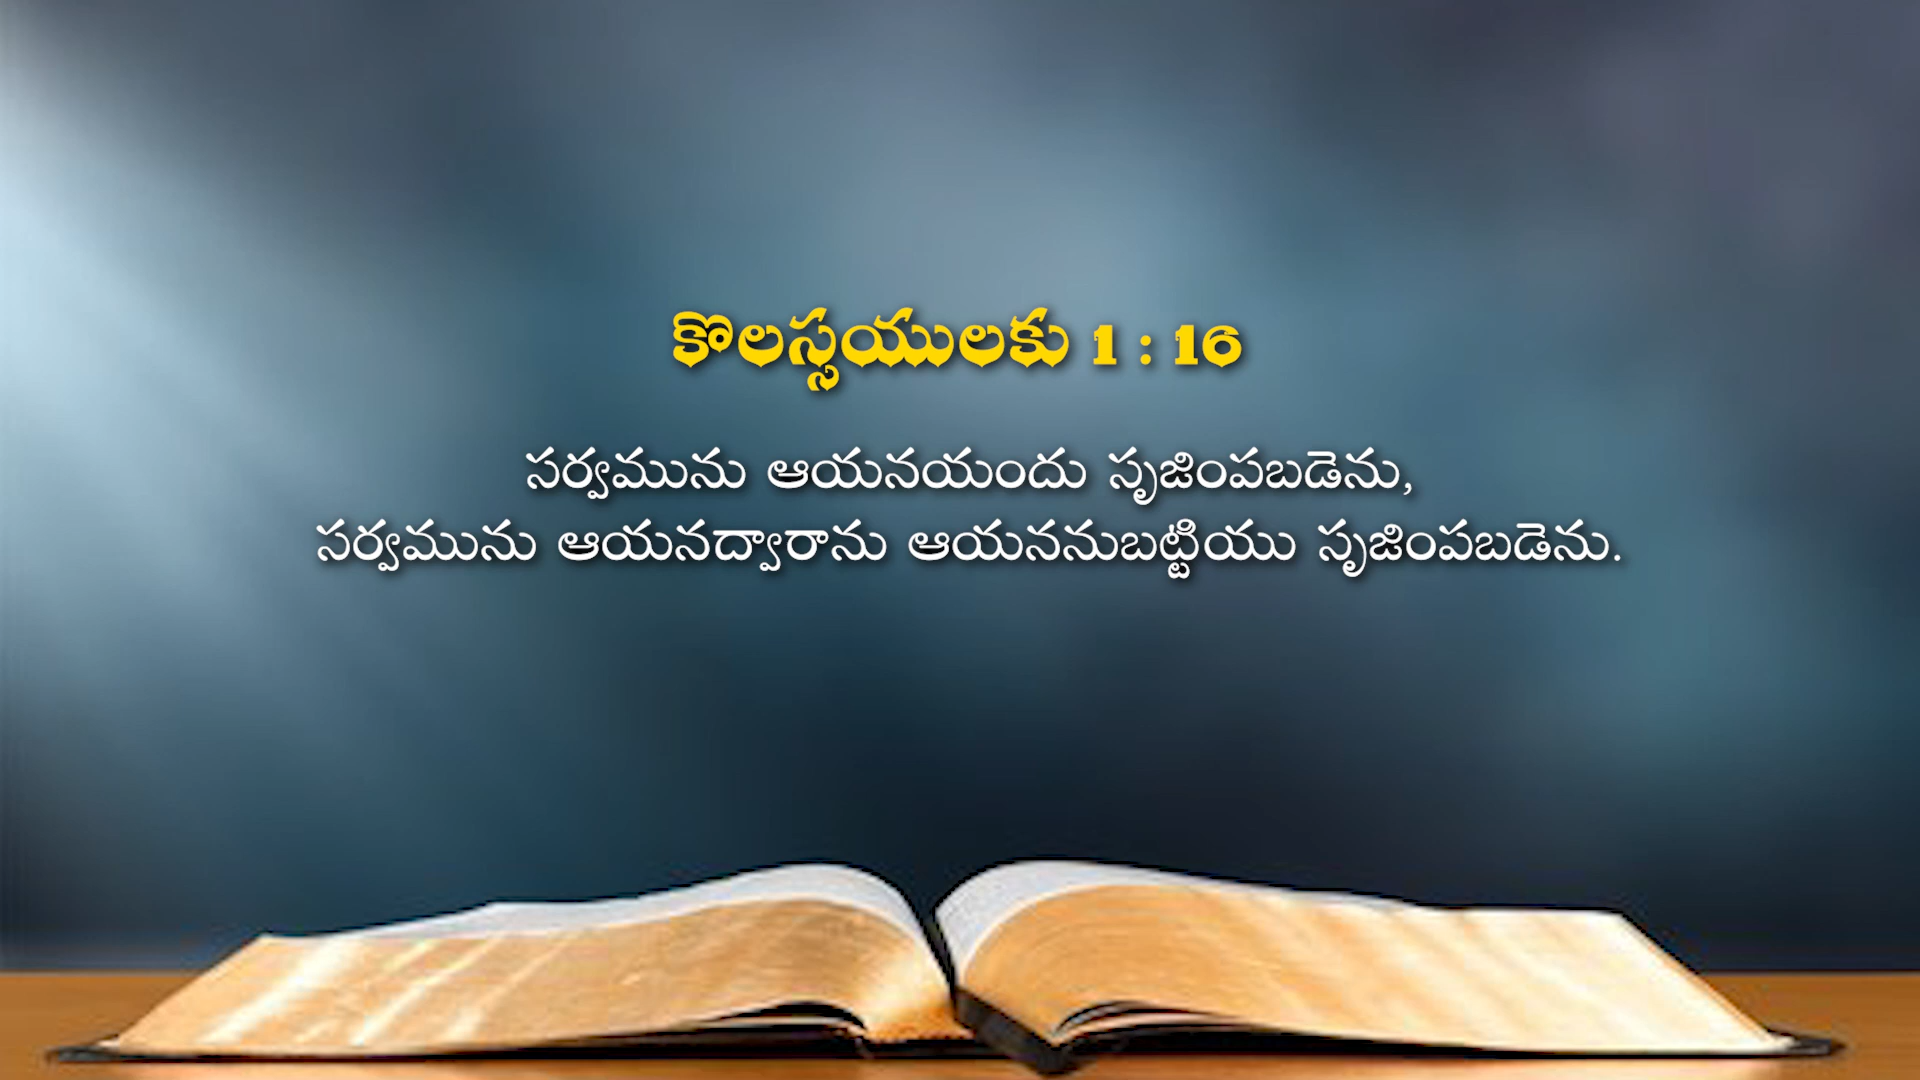 కొలస్సయులకు 1 : 16
సర్వమును ఆయనయందు సృజింపబడెను,
సర్వమును ఆయనద్వారాను ఆయననుబట్టియు సృజింపబడెను.